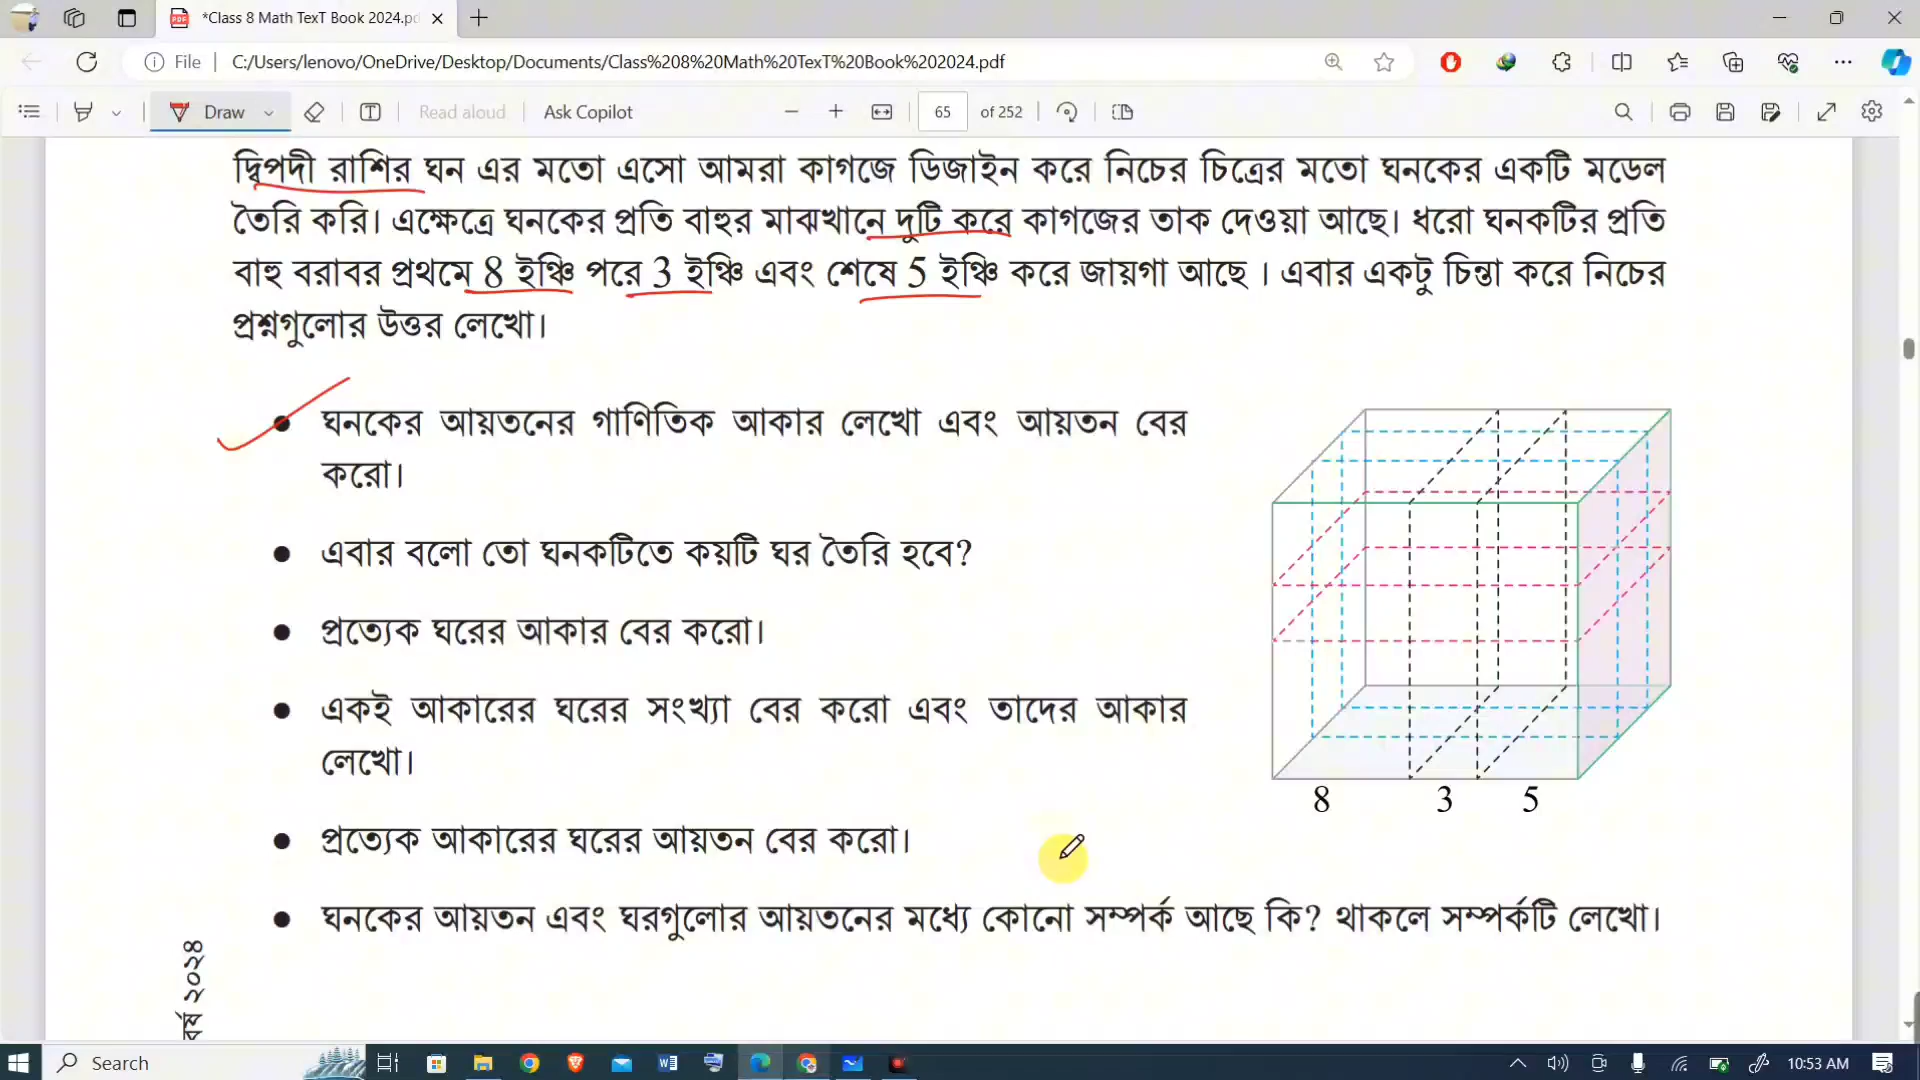 *Class 8 Math TexT Book 2024.pd
File
C:/Users/lenovo/OneDrive/Desktop/Documents/Class%208%20Math%20TexT%20Book%202024.pdf
Draw
Read aloud
Ask Copilot
65
of 252
দ্বিপদী রাশির ঘন এর মতো এসো আমরা কাগজে ডিজাইন করে নিচের চিত্রের মতো ঘনকের একটি মডেল
তৈরি করি। এক্ষেত্রে ঘনকের প্রতি বাহুর মাঝখানে দুটি করে কাগজের তাক দেওয়া আছে। ধরো ঘনকটির প্রতি
বাহু বরাবর প্রথমে 8 ইঞ্চি পরে 3 ইঞ্চি এবং শেষে 5 ইঞ্চি করে জায়গা আছে । এবার একটু চিন্তা করে নিচের
প্রশ্নগুলোর উত্তর লেখো।
● ঘনকের আয়তনের গাণিতিক আকার লেখো এবং আয়তন বের
করো।
● এবার বলো তো ঘনকটিতে কয়টি ঘর তৈরি হবে?
● প্রত্যেক ঘরের আকার বের করো।
● একই আকারের ঘরের সংখ্যা বের করো এবং তাদের আকার
লেখো।
8 3 5
● প্রত্যেক আকারের ঘরের আয়তন বের করো।
● ঘনকের আয়তন এবং ঘরগুলোর আয়তনের মধ্যে কোনো সম্পর্ক আছে কি? থাকলে সম্পর্কটি লেখো।
বর্ষ ২০২৪
Search
10:53 AM